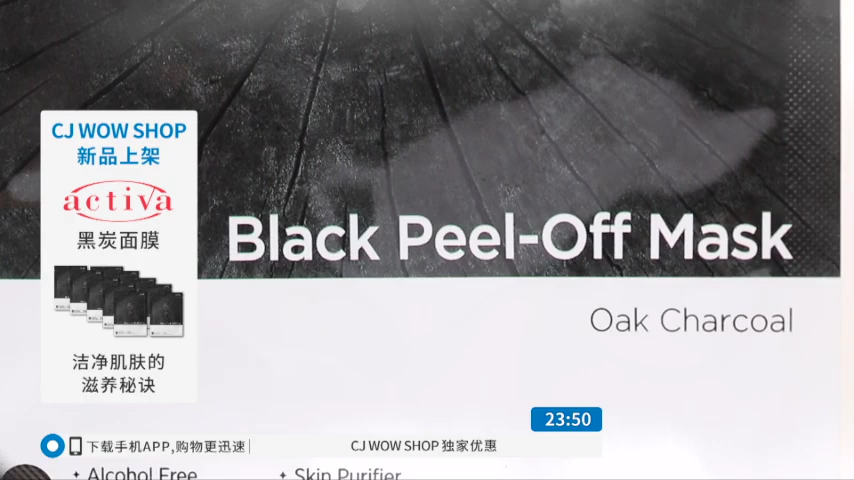 CJ WOW SHOP
新品上架
activa
黑炭面膜
洁净肌肤的
滋养秘诀
Black Peel-Off Mask
Oak Charcoal
23:50
下载手机APP,购物更迅速
CJ WOW SHOP 独家优惠
Alcohol Free
Skin Purifier